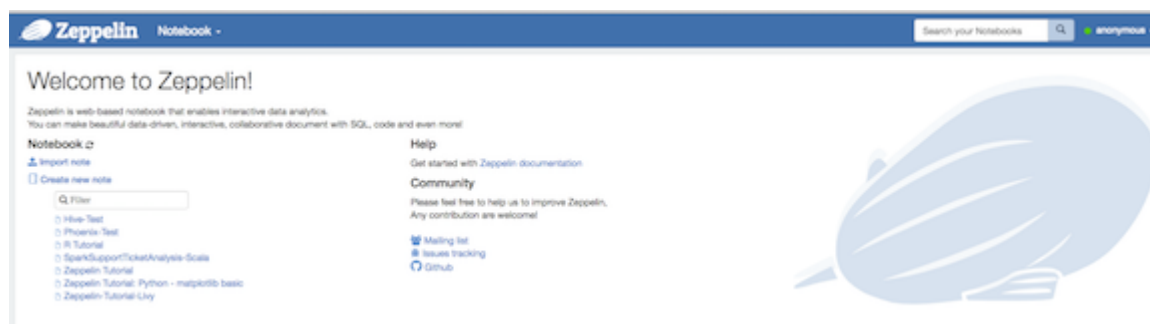 Zeppelin Notebook
Search your Notebooks
anonymous
Welcome to Zeppelin!
Zeppelin is web-based notebook that enables interactive data analytics.
You can make beautiful data-driven, interactive, collaborative document with SQL, code and even more!
Notebook
Import note
Create new note
Filter
Hive-Test
Phoenix-Test
R Tutorial
SparkSupportTicketAnalysis-Scala
Zeppelin Tutorial
Zeppelin Tutorial: Python - matplotlib basic
Zeppelin-Tutorial-Livy
Help
Get started with Zeppelin documentation
Community
Please feel free to help us to improve Zeppelin,
Any contribution are welcome!
Mailing list
Issues tracking
Github